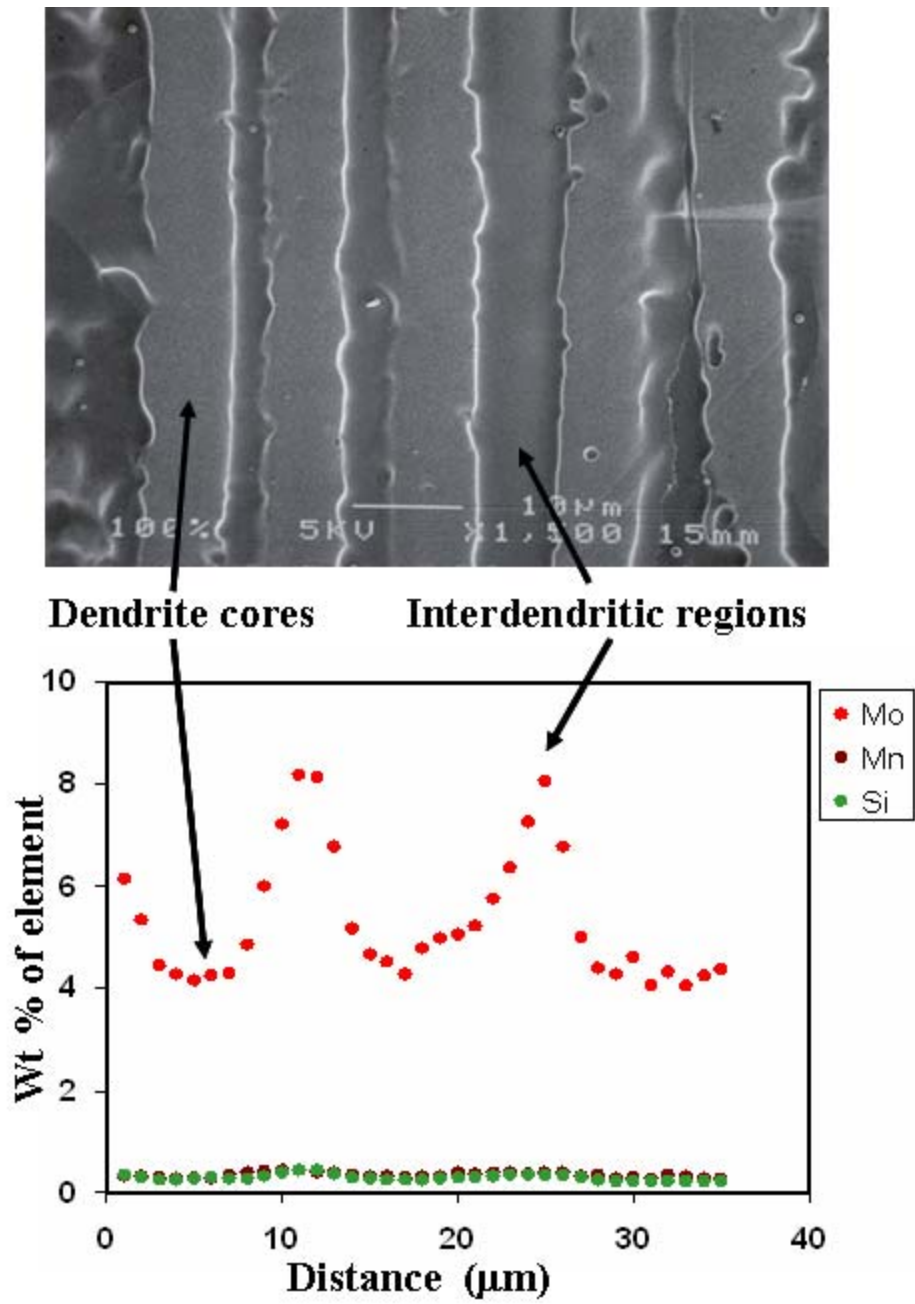 10µm
100% 5KV X1,500 15mm
Dendrite cores Interdendritic regions
10
8
6
4
2
0
Wt % of element
Mo
Mn
Si
0 10 20 30 40
Distance (µm)